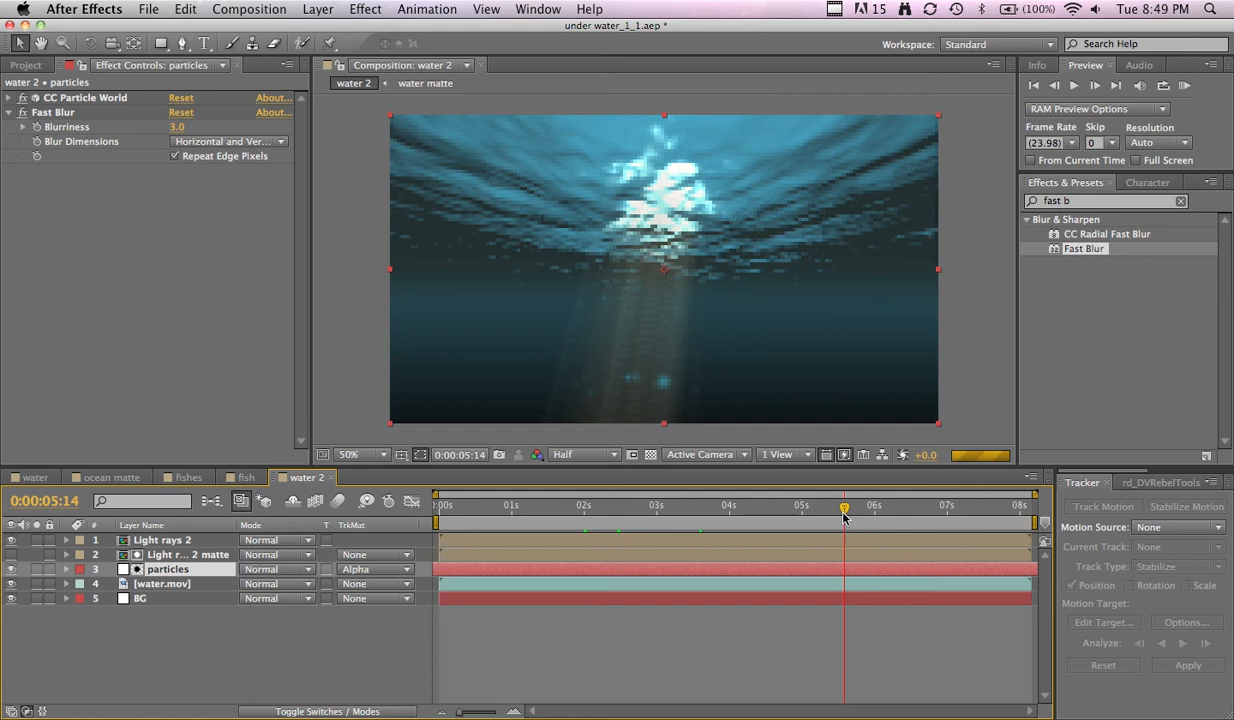 After Effects File Edit Composition Layer Effect Animation View Window Help A 15 (100%) Tue 8:49 PM
under water_1_1.aep *
Workspace: Standard Search Help
Project Effect Controls: particles Composition: water 2 Info Preview Audio
water 2 • particles
water 2 water matte
fx CC Particle World Reset About...
fx Fast Blur Reset About...
Blurriness 3.0
Blur Dimensions Horizontal and Ver...
Repeat Edge Pixels
RAM Preview Options
Frame Rate Skip Resolution
(23.98) 0 Auto
From Current Time Full Screen
Effects & Presets Character
fast b
Blur & Sharpen
CC Radial Fast Blur
Fast Blur
50% 0:00:05:14 Half Active Camera 1 View +0.0
water ocean matte fishes fish water 2
0:00:05:14
:00s 01s 02s 03s 04s 05s 06s 07s 08s
# Layer Name Mode T TrkMat
1 Light rays 2 Normal
2 Light r... 2 matte Normal None
3 particles Normal Alpha
4 [water.mov] Normal None
5 BG Normal None
Toggle Switches / Modes
Tracker rd_DVRebelTools
Track Motion Stabilize Motion
Motion Source: None
Current Track: None
Track Type: Stabilize
Position Rotation Scale
Motion Target:
Edit Target... Options...
Analyze:
Reset Apply